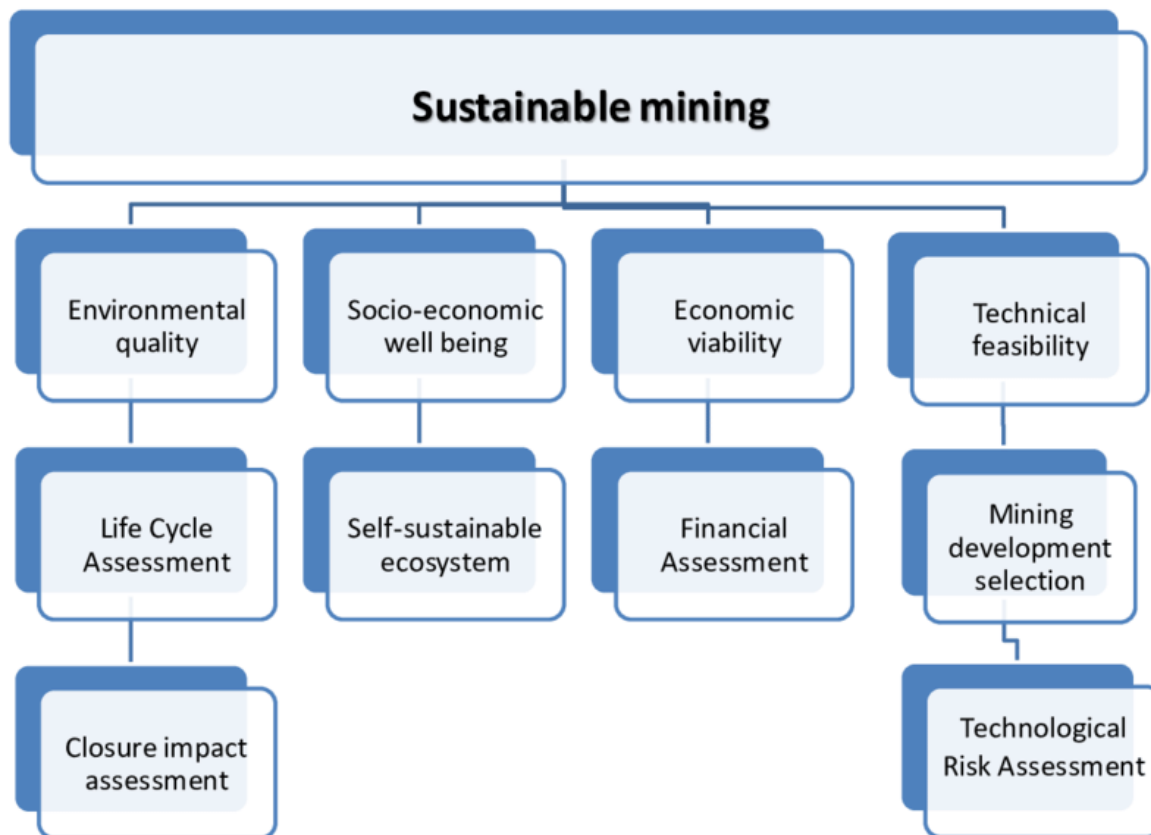 Sustainable mining
Environmental
quality
Socio-economic
well being
Economic
viability
Technical
feasibility
Life Cycle
Assessment
Self-sustainable
ecosystem
Financial
Assessment
Mining
development
selection
Closure impact
assessment
Technological
Risk Assessment